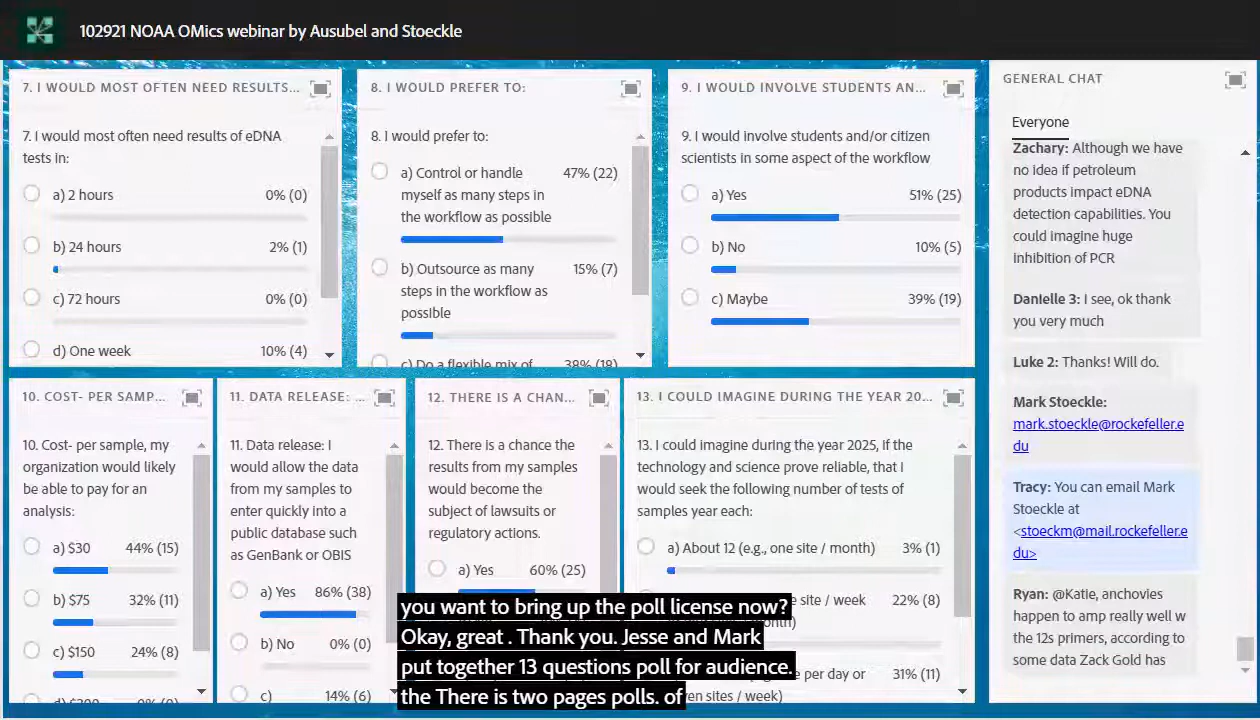 102921 NOAA OMics webinar by Ausubel and Stoeckle
7. I WOULD MOST OFTEN NEED RESULTS...
7. I would most often need results of eDNA
tests in:
a) 2 hours 0% (0)
b) 24 hours 2% (1)
c) 72 hours 0% (0)
d) One week 10% (4)
8. I WOULD PREFER TO:
8. I would prefer to:
a) Control or handle 47% (22)
myself as many steps in
the workflow as possible
b) Outsource as many 15% (7)
steps in the workflow as
possible
c) Do a flexible mix of 38% (18)
9. I WOULD INVOLVE STUDENTS AN...
9. I would involve students and/or citizen
scientists in some aspect of the workflow
a) Yes 51% (25)
b) No 10% (5)
c) Maybe 39% (19)
10. COST- PER SAMP...
10. Cost- per sample, my
organization would likely
be able to pay for an
analysis:
a) $30 44% (15)
b) $75 32% (11)
c) $150 24% (8)
11. DATA RELEASE: ...
11. Data release: I
would allow the data
from my samples to
enter quickly into a
public database such
as GenBank or OBIS
a) Yes 86% (38)
b) No 0% (0)
c) 14% (6)
12. THERE IS A CHAN...
12. There is a chance the
results from my samples
would become the
subject of lawsuits or
regulatory actions.
a) Yes 60% (25)
13. I COULD IMAGINE DURING THE YEAR 20...
13. I could imagine during the year 2025, if the
technology and science prove reliable, that I
would seek the following number of tests of
samples year each:
a) About 12 (e.g., one site / month) 3% (1)
site / week 22% (8)
per day or 31% (11)
sites / week)
you want to bring up the poll license now?
Okay, great . Thank you. Jesse and Mark
put together 13 questions poll for audience.
the There is two pages polls. of
GENERAL CHAT
Everyone
Zachary: Although we have
no idea if petroleum
products impact eDNA
detection capabilities. You
could imagine huge
inhibition of PCR
Danielle 3: I see, ok thank
you very much
Luke 2: Thanks! Will do.
Mark Stoeckle:
mark.stoeckle@rockefeller.e
du
Tracy: You can email Mark
Stoeckle at
<stoeckm@mail.rockefeller.e
du>
Ryan: @Katie, anchovies
happen to amp really well w
the 12s primers, according to
some data Zack Gold has